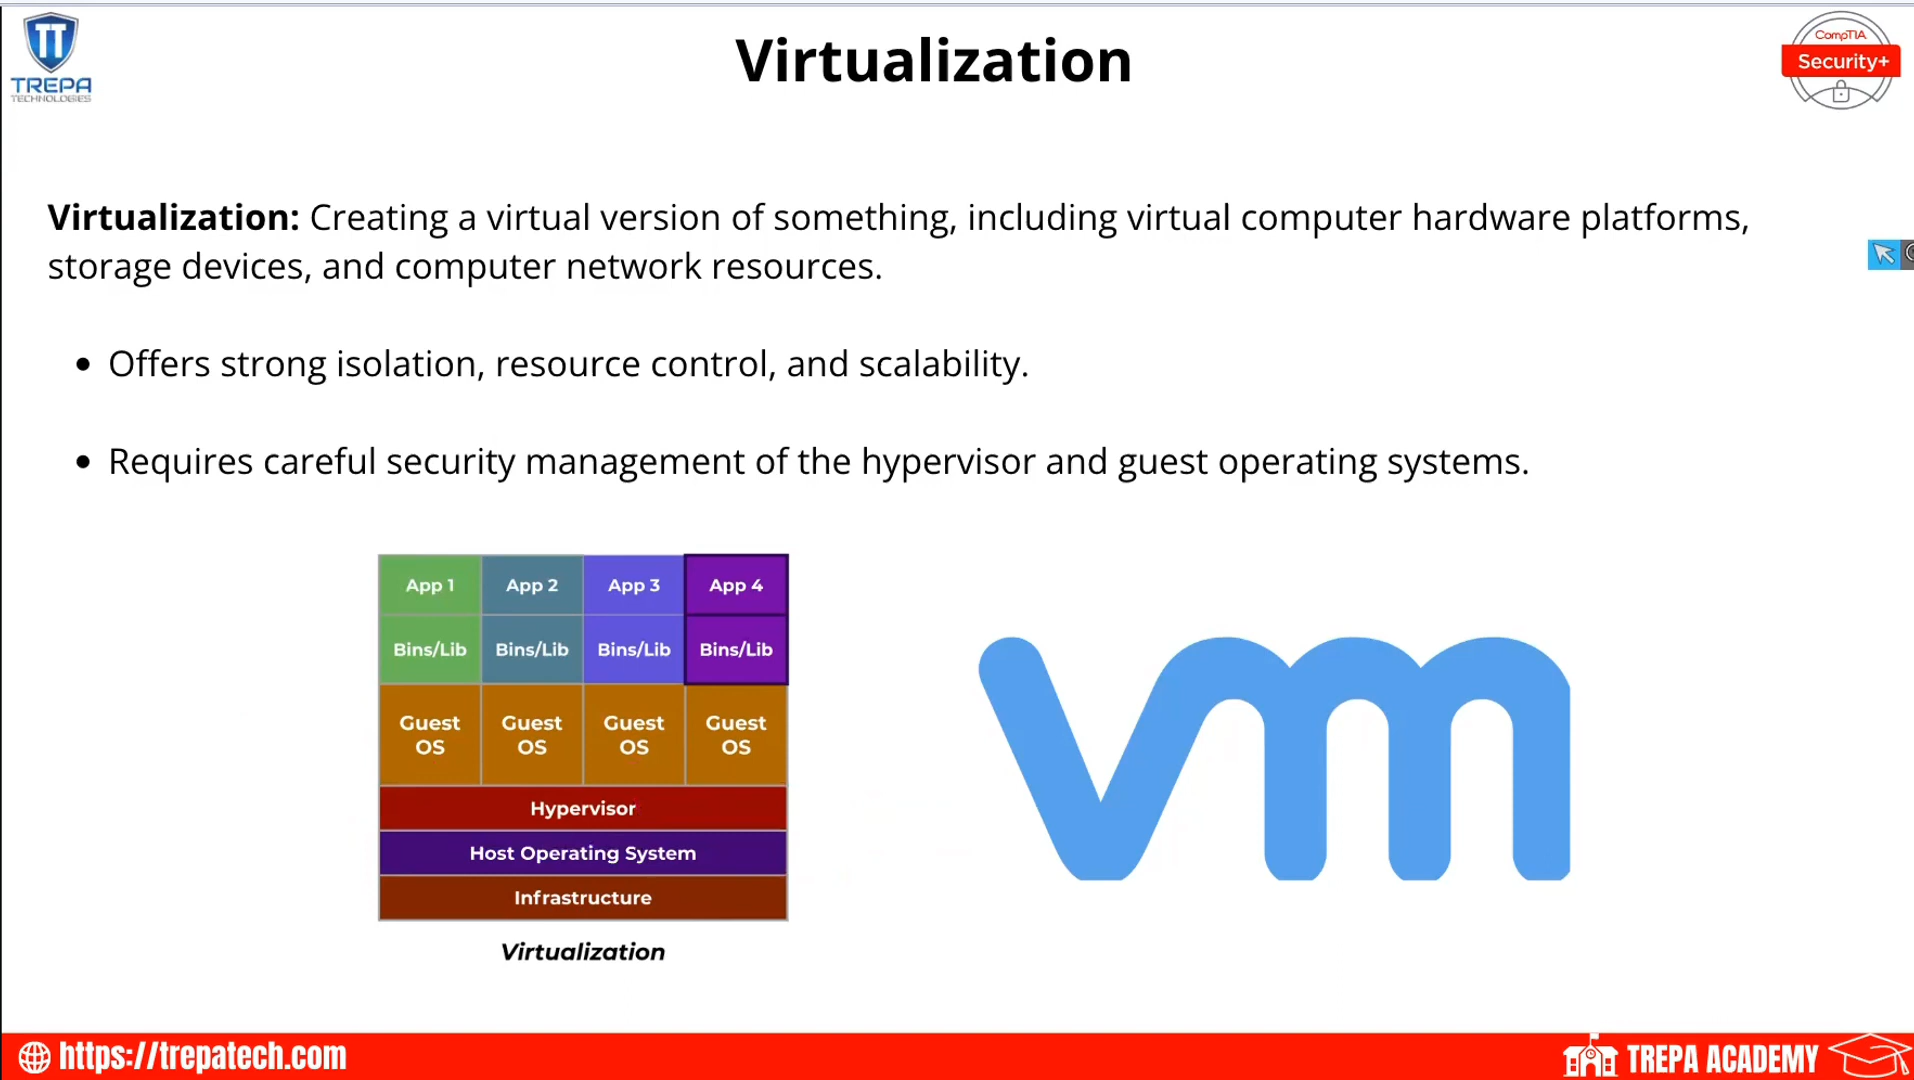 TREPA
TECHNOLOGIES
Virtualization
CompTIA
Security+
Virtualization: Creating a virtual version of something, including virtual computer hardware platforms,
storage devices, and computer network resources.
• Offers strong isolation, resource control, and scalability.
• Requires careful security management of the hypervisor and guest operating systems.
App 1 App 2 App 3 App 4
Bins/Lib Bins/Lib Bins/Lib Bins/Lib
Guest Guest Guest Guest
OS OS OS OS
Hypervisor
Host Operating System
Infrastructure
Virtualization
vm
https://trepatech.com
TREPA ACADEMY